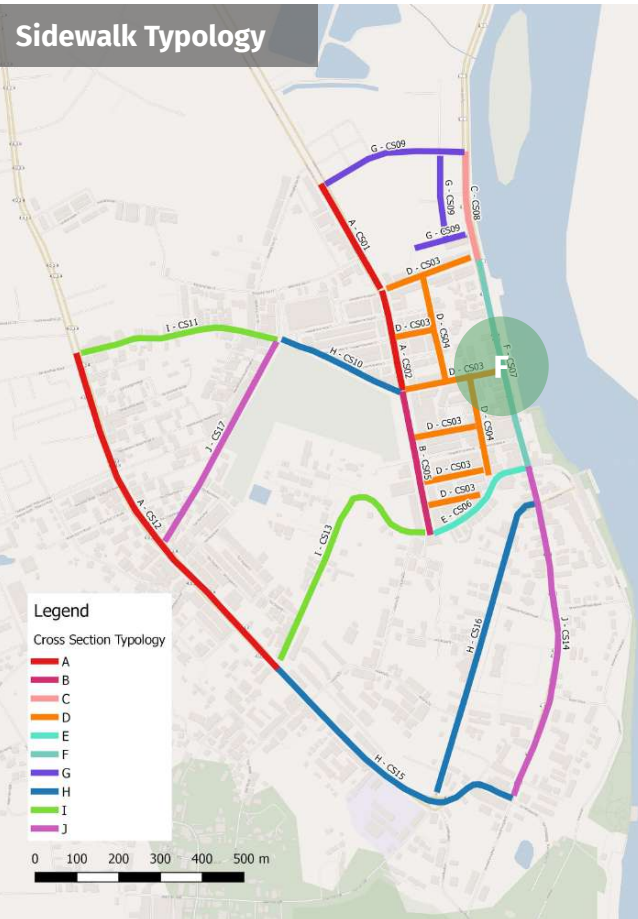 Sidewalk Typology
G - CS09
G - CS09
C - CS08
A - CS01
G - CS09
D - CS03
D - CS04
D - CS03
I - CS11
H - CS10
A - CS02
D - CS03
F
F - CS07
J - CS17
D - CS03
D - CS04
B - CS05
D - CS03
D - CS03
E - CS06
A - CS12
I - CS13
H - CS16
J - CS14
H - CS15
Legend
Cross Section Typology
A
B
C
D
E
F
G
H
I
J
0 100 200 300 400 500 m